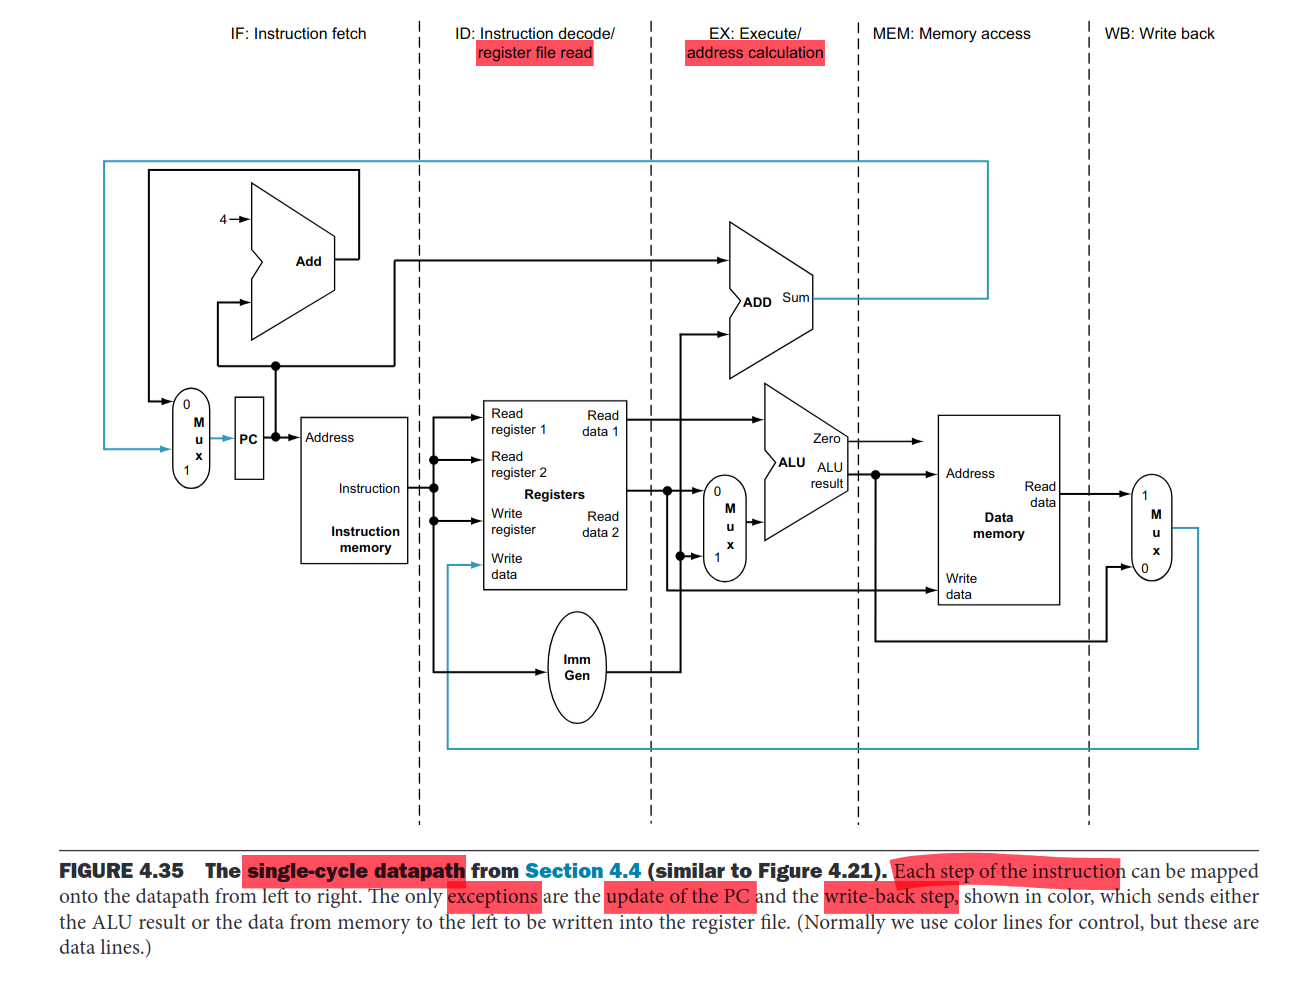 IF: Instruction fetch
ID: Instruction decode/
register file read
EX: Execute/
address calculation
MEM: Memory access
WB: Write back
4
Add
ADD
Sum
0
M
u
x
1
PC
Address
Instruction
Instruction
memory
Read
register 1
Read
register 2
Registers
Write
register
Write
data
Read
data 1
Read
data 2
Imm
Gen
0
M
u
x
1
Zero
ALU
ALU
result
Address
Read
data
Data
memory
Write
data
1
M
u
x
0
FIGURE 4.35 The single-cycle datapath from Section 4.4 (similar to Figure 4.21). Each step of the instruction can be mapped
onto the datapath from left to right. The only exceptions are the update of the PC and the write-back step, shown in color, which sends either
the ALU result or the data from memory to the left to be written into the register file. (Normally we use color lines for control, but these are
data lines.)